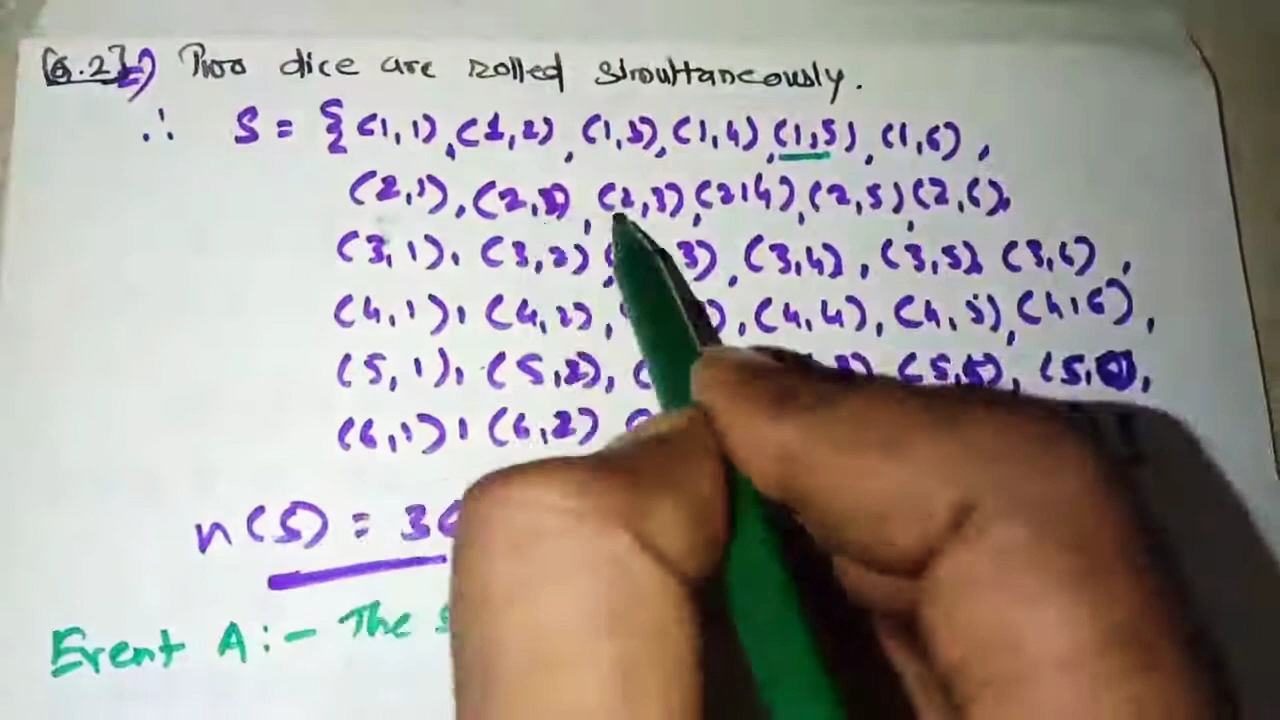 [Q.2]⇒ Two dice are rolled simultaneously.
∴ S = {(1,1), (1,2), (1,3), (1,4), (1,5), (1,6),
(2,1), (2,2), (2,3), (2,4), (2,5), (2,6),
(3,1), (3,2), 3), (3,4), (3,5), (3,6),
(4,1), (4,2), ), (4,4), (4,5), (4,6),
(5,1), (5,2), ( (5,5), (5,6),
(6,1), (6,2)
n(S) = 36
Event A:- The